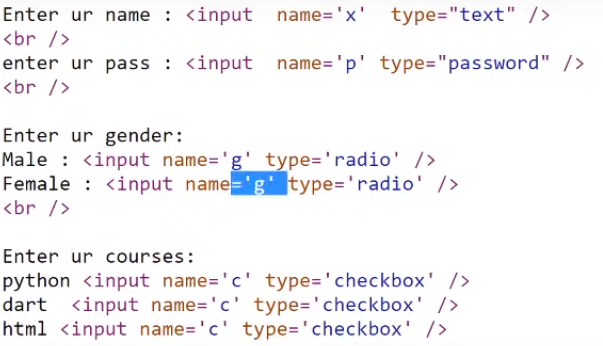 Enter ur name : <input  name='x'  type="text" />
<br />
enter ur pass : <input  name='p' type="password" />
<br />
Enter ur gender:
Male : <input name='g' type='radio' />
Female : <input name='g' type='radio' />
<br />
Enter ur courses:
python <input name='c' type='checkbox' />
dart  <input name='c' type='checkbox' />
html <input name='c' type='checkbox' />